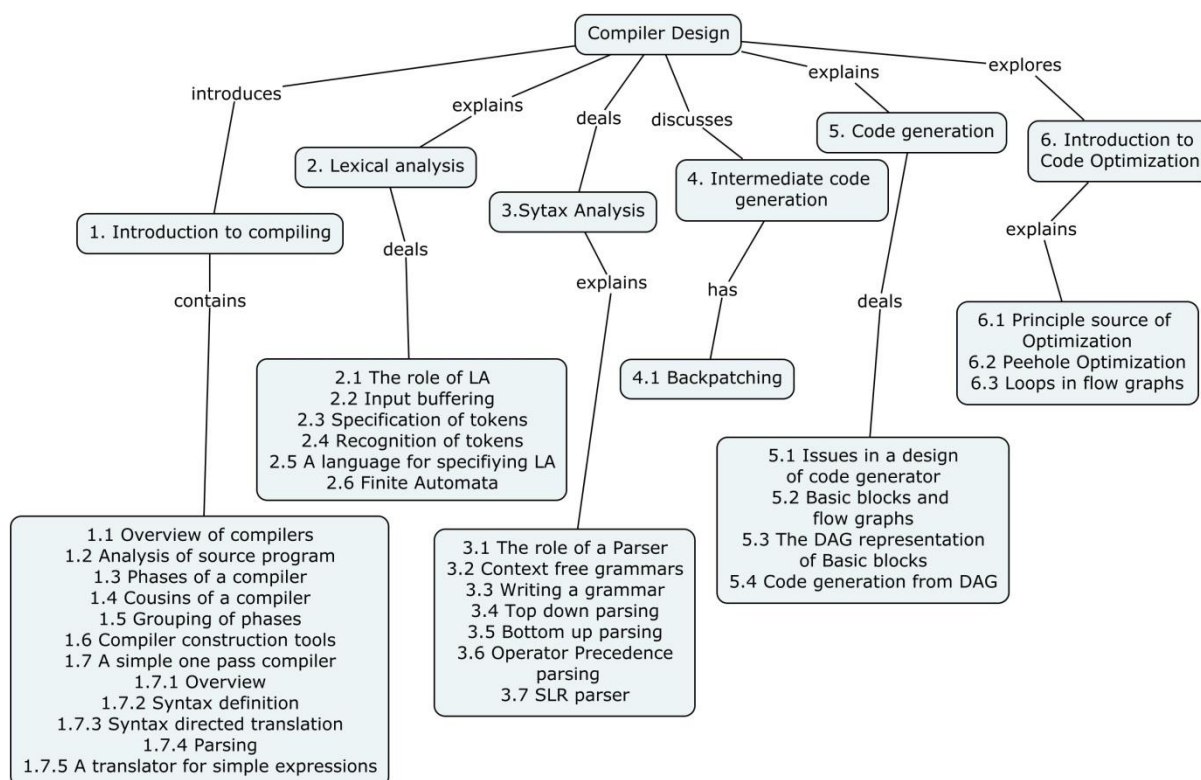 Compiler Design
introduces
explains
deals
discusses
explains
explores
1. Introduction to compiling
2. Lexical analysis
3.Sytax Analysis
4. Intermediate code
generation
5. Code generation
6. Introduction to
Code Optimization
contains
deals
explains
has
deals
explains
1.1 Overview of compilers
1.2 Analysis of source program
1.3 Phases of a compiler
1.4 Cousins of a compiler
1.5 Grouping of phases
1.6 Compiler construction tools
1.7 A simple one pass compiler
1.7.1 Overview
1.7.2 Syntax definition
1.7.3 Syntax directed translation
1.7.4 Parsing
1.7.5 A translator for simple expressions
2.1 The role of LA
2.2 Input buffering
2.3 Specification of tokens
2.4 Recognition of tokens
2.5 A language for specifiying LA
2.6 Finite Automata
3.1 The role of a Parser
3.2 Context free grammars
3.3 Writing a grammar
3.4 Top down parsing
3.5 Bottom up parsing
3.6 Operator Precedence
parsing
3.7 SLR parser
4.1 Backpatching
5.1 Issues in a design
of code generator
5.2 Basic blocks and
flow graphs
5.3 The DAG representation
of Basic blocks
5.4 Code generation from DAG
6.1 Principle source of
Optimization
6.2 Peehole Optimization
6.3 Loops in flow graphs